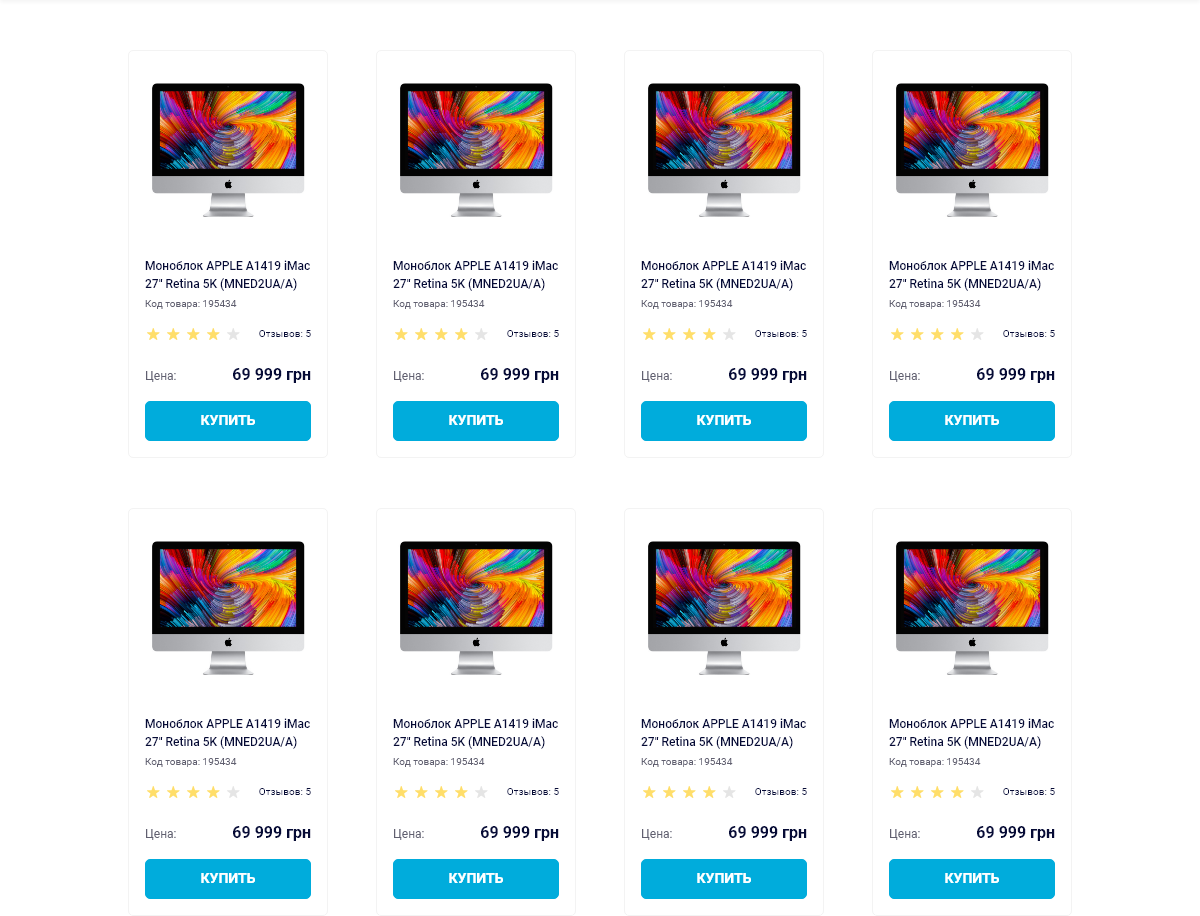 Моноблок APPLE A1419 iMac
27" Retina 5K (MNED2UA/A)
Код товара: 195434
Отзывов: 5
Цена: 69 999 грн
КУПИТЬ
Моноблок APPLE A1419 iMac
27" Retina 5K (MNED2UA/A)
Код товара: 195434
Отзывов: 5
Цена: 69 999 грн
КУПИТЬ
Моноблок APPLE A1419 iMac
27" Retina 5K (MNED2UA/A)
Код товара: 195434
Отзывов: 5
Цена: 69 999 грн
КУПИТЬ
Моноблок APPLE A1419 iMac
27" Retina 5K (MNED2UA/A)
Код товара: 195434
Отзывов: 5
Цена: 69 999 грн
КУПИТЬ
Моноблок APPLE A1419 iMac
27" Retina 5K (MNED2UA/A)
Код товара: 195434
Отзывов: 5
Цена: 69 999 грн
КУПИТЬ
Моноблок APPLE A1419 iMac
27" Retina 5K (MNED2UA/A)
Код товара: 195434
Отзывов: 5
Цена: 69 999 грн
КУПИТЬ
Моноблок APPLE A1419 iMac
27" Retina 5K (MNED2UA/A)
Код товара: 195434
Отзывов: 5
Цена: 69 999 грн
КУПИТЬ
Моноблок APPLE A1419 iMac
27" Retina 5K (MNED2UA/A)
Код товара: 195434
Отзывов: 5
Цена: 69 999 грн
КУПИТЬ